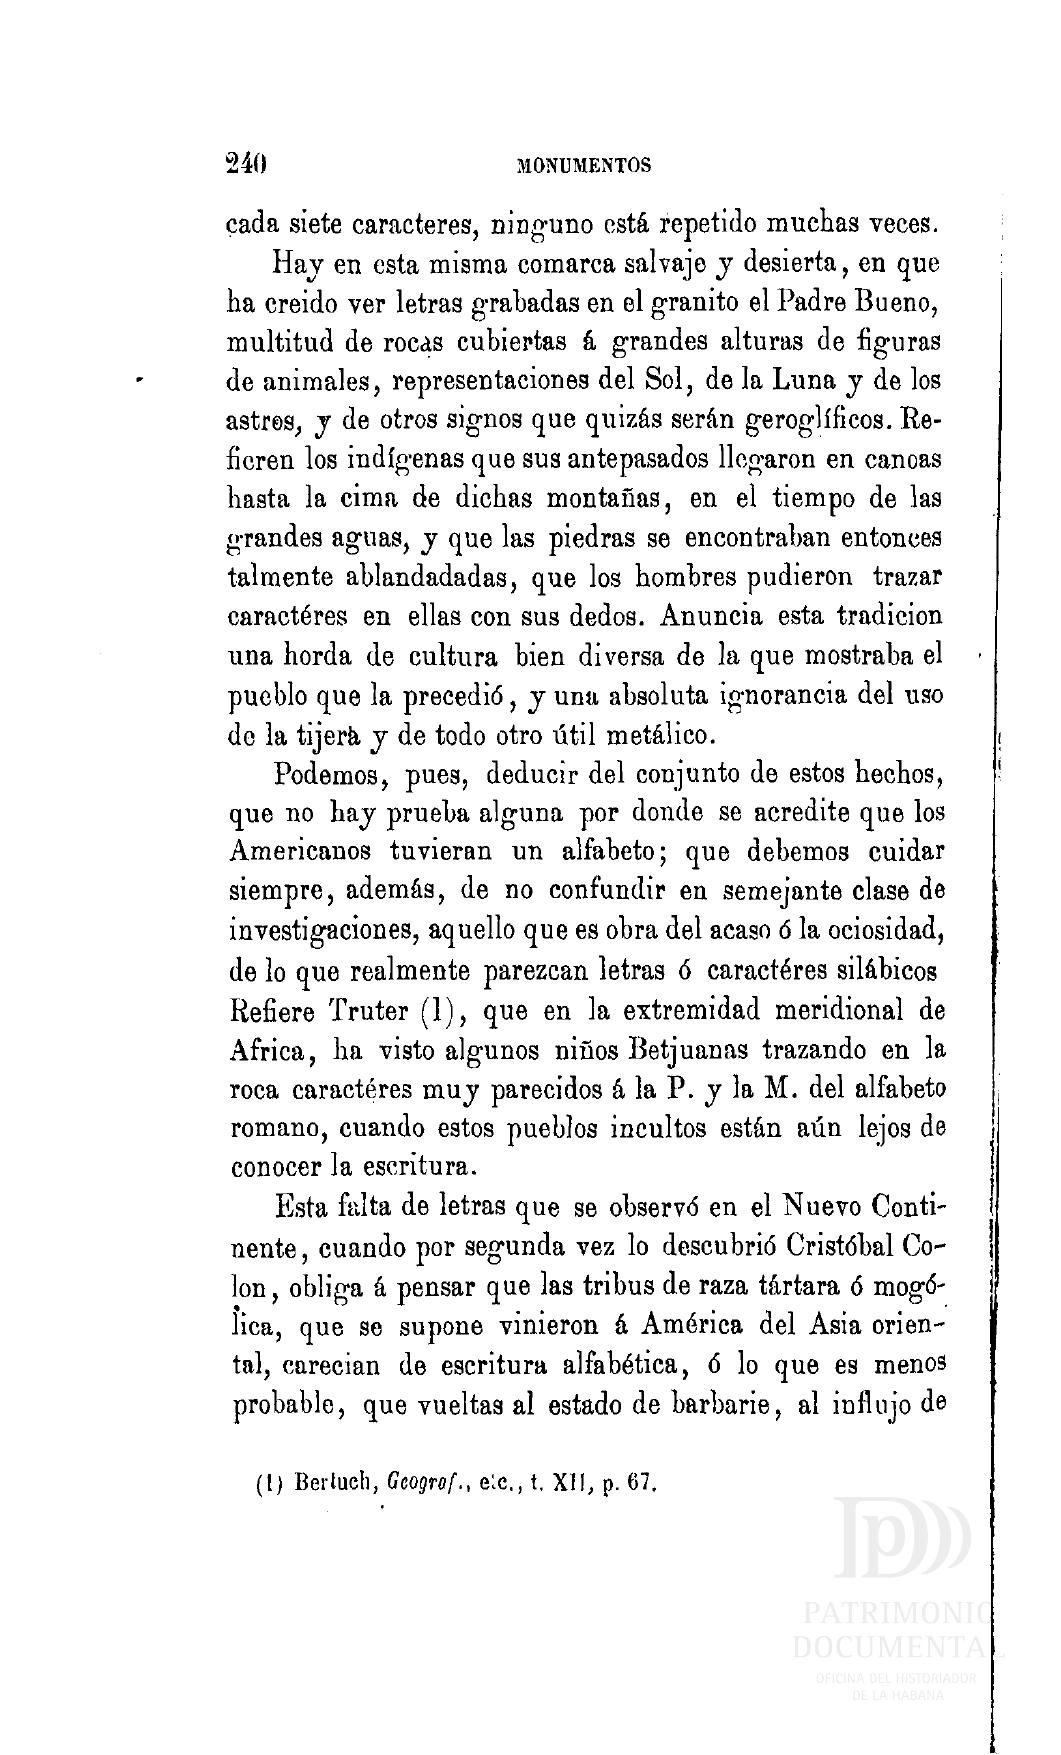 240 MONUMENTOS
cada siete caracteres, ninguno está repetido muchas veces.
Hay en esta misma comarca salvaje y desierta, en que
ha creido ver letras grabadas en el granito el Padre Bueno,
multitud de rocas cubiertas á grandes alturas de figuras
de animales, representaciones del Sol, de la Luna y de los
astros, y de otros signos que quizás serán geroglíficos. Re-
fieren los indígenas que sus antepasados llegaron en canoas
hasta la cima de dichas montañas, en el tiempo de las
grandes aguas, y que las piedras se encontraban entonces
talmente ablandadadas, que los hombres pudieron trazar
caractéres en ellas con sus dedos. Anuncia esta tradicion
una horda de cultura bien diversa de la que mostraba el
pueblo que la precedió, y una absoluta ignorancia del uso
de la tijera y de todo otro útil metálico.
Podemos, pues, deducir del conjunto de estos hechos,
que no hay prueba alguna por donde se acredite que los
Americanos tuvieran un alfabeto; que debemos cuidar
siempre, además, de no confundir en semejante clase de
investigaciones, aquello que es obra del acaso ó la ociosidad,
de lo que realmente parezcan letras ó caractéres silábicos
Refiere Truter (1), que en la extremidad meridional de
Africa, ha visto algunos niños Betjuanas trazando en la
roca caractéres muy parecidos á la P. y la M. del alfabeto
romano, cuando estos pueblos incultos están aún lejos de
conocer la escritura.
Esta falta de letras que se observó en el Nuevo Conti-
nente, cuando por segunda vez lo descubrió Cristóbal Co-
lon, obliga á pensar que las tribus de raza tártara ó mogó-
lica, que se supone vinieron á América del Asia orien-
tal, carecian de escritura alfabética, ó lo que es menos
probable, que vueltas al estado de barbarie, al influjo de
(1) Bertuch, Geograf., etc., t. XII, p. 67.
PATRIMONIO
DOCUMENTAL
OFICINA DEL HISTORIADOR
DE LA HABANA